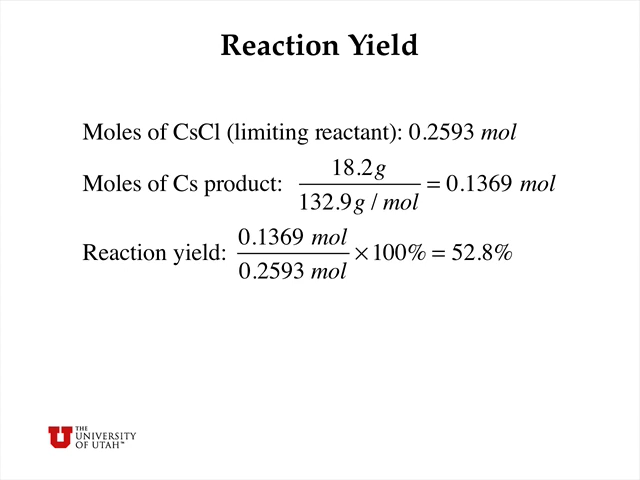 Reaction Yield
Moles of CsCl (limiting reactant): 0.2593 mol
Moles of Cs product: 18.2g / 132.9g / mol = 0.1369 mol
Reaction yield: 0.1369 mol / 0.2593 mol × 100% = 52.8%
THE
UNIVERSITY
OF UTAH™